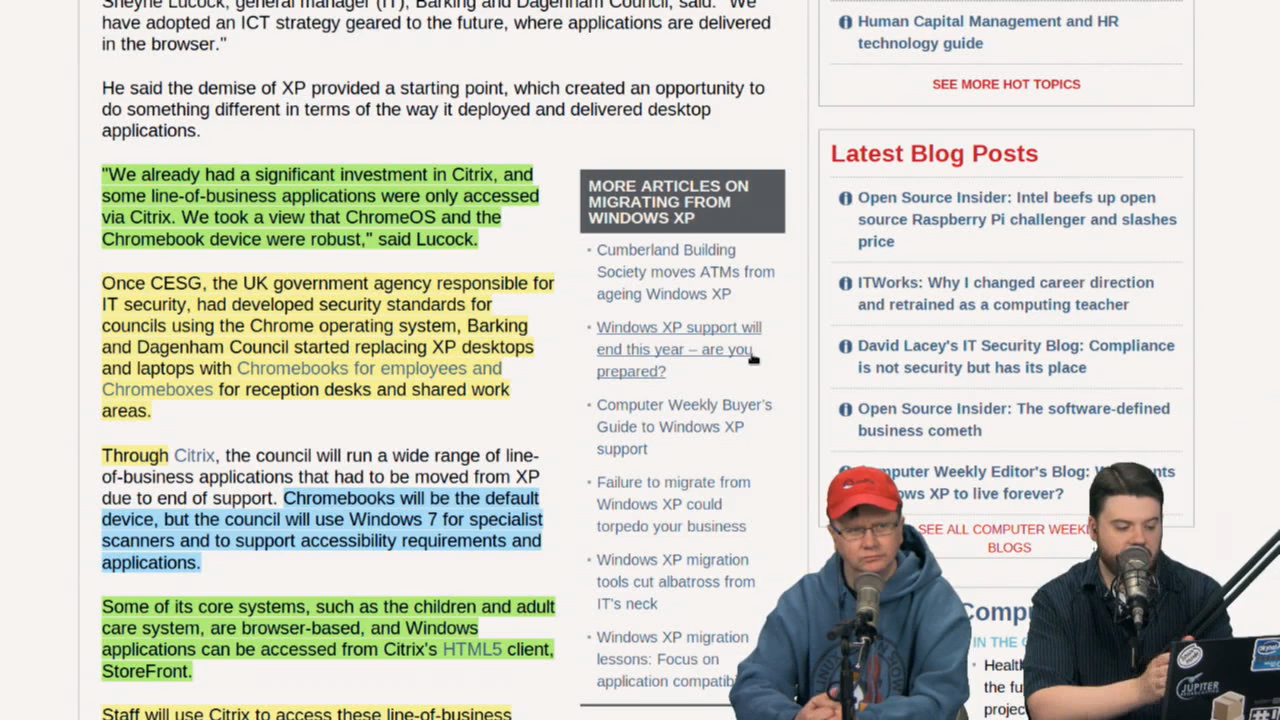 Sheyne Lucock, general manager (IT), Barking and Dagenham Council, said: "We
have adopted an ICT strategy geared to the future, where applications are delivered
in the browser."
He said the demise of XP provided a starting point, which created an opportunity to
do something different in terms of the way it deployed and delivered desktop
applications.
"We already had a significant investment in Citrix, and
some line-of-business applications were only accessed
via Citrix. We took a view that ChromeOS and the
Chromebook device were robust," said Lucock.
Once CESG, the UK government agency responsible for
IT security, had developed security standards for
councils using the Chrome operating system, Barking
and Dagenham Council started replacing XP desktops
and laptops with Chromebooks for employees and
Chromeboxes for reception desks and shared work
areas.
Through Citrix, the council will run a wide range of line-
of-business applications that had to be moved from XP
due to end of support. Chromebooks will be the default
device, but the council will use Windows 7 for specialist
scanners and to support accessibility requirements and
applications.
Some of its core systems, such as the children and adult
care system, are browser-based, and Windows
applications can be accessed from Citrix's HTML5 client,
StoreFront.
Staff will use Citrix to access these line-of-business
MORE ARTICLES ON
MIGRATING FROM
WINDOWS XP
Cumberland Building
Society moves ATMs from
ageing Windows XP
Windows XP support will
end this year – are you
prepared?
Computer Weekly Buyer's
Guide to Windows XP
support
Failure to migrate from
Windows XP could
torpedo your business
Windows XP migration
tools cut albatross from
IT's neck
Windows XP migration
lessons: Focus on
application
Human Capital Management and HR
technology guide
SEE MORE HOT TOPICS
Latest Blog Posts
Open Source Insider: Intel beefs up open
source Raspberry Pi challenger and slashes
price
ITWorks: Why I changed career direction
and retrained as a computing teacher
David Lacey's IT Security Blog: Compliance
is not security but has its place
Open Source Insider: The software-defined
business cometh
Computer Weekly Editor's Blog:
XP to live forever?
SEE ALL COMPUTER
BLOGS
IN THE
the
JUPITER